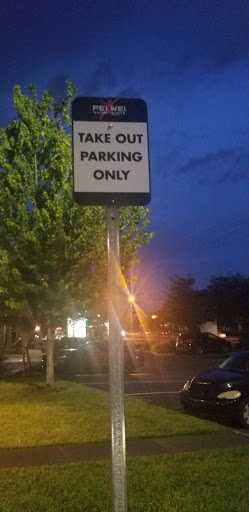 PEI WEI
TAKE OUT
PARKING
ONLY